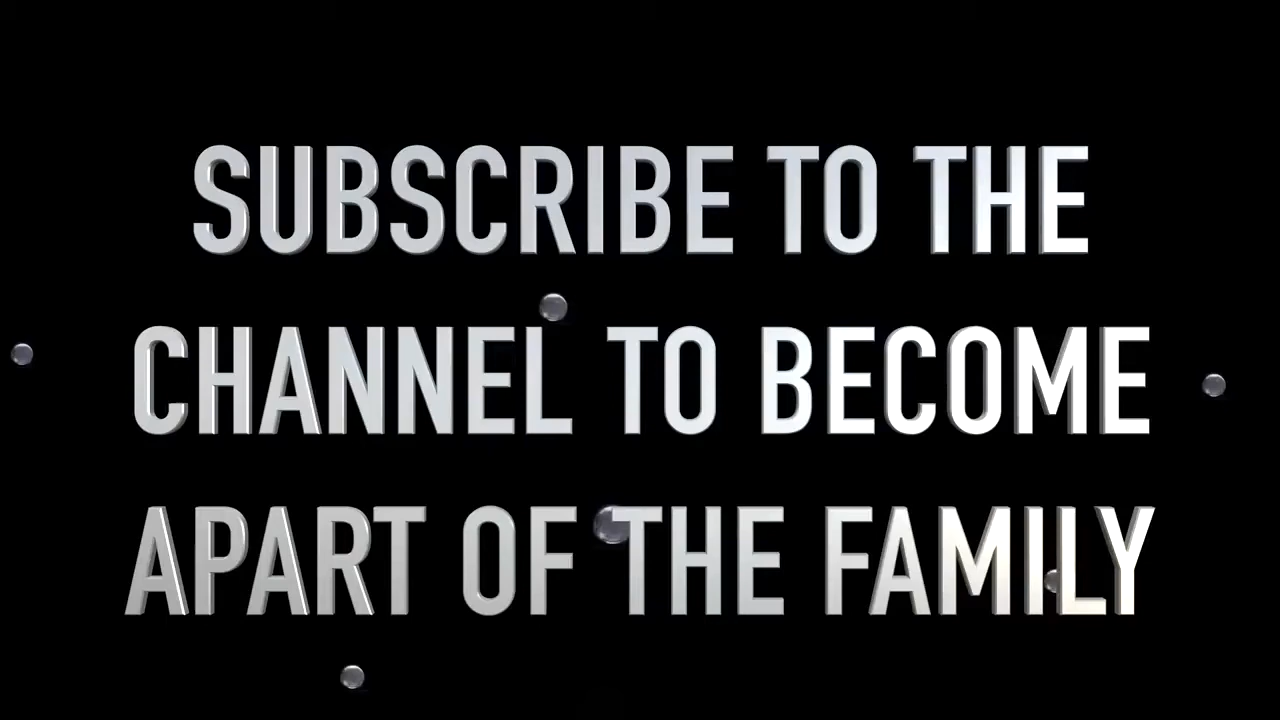 SUBSCRIBE TO THE
CHANNEL TO BECOME
APART OF THE FAMILY